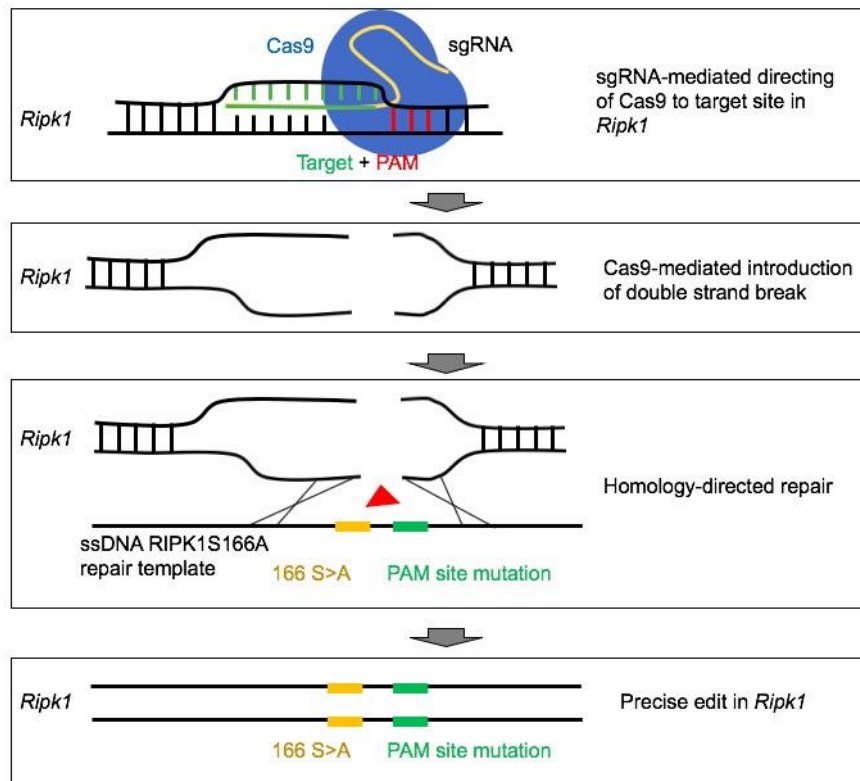 Cas9
sgRNA
Ripk1
Target + PAM
sgRNA-mediated directing
of Cas9 to target site in
Ripk1
Ripk1
Cas9-mediated introduction
of double strand break
Ripk1
Homology-directed repair
ssDNA RIPK1S166A
repair template
166 S>A
PAM site mutation
Ripk1
Precise edit in Ripk1
166 S>A
PAM site mutation